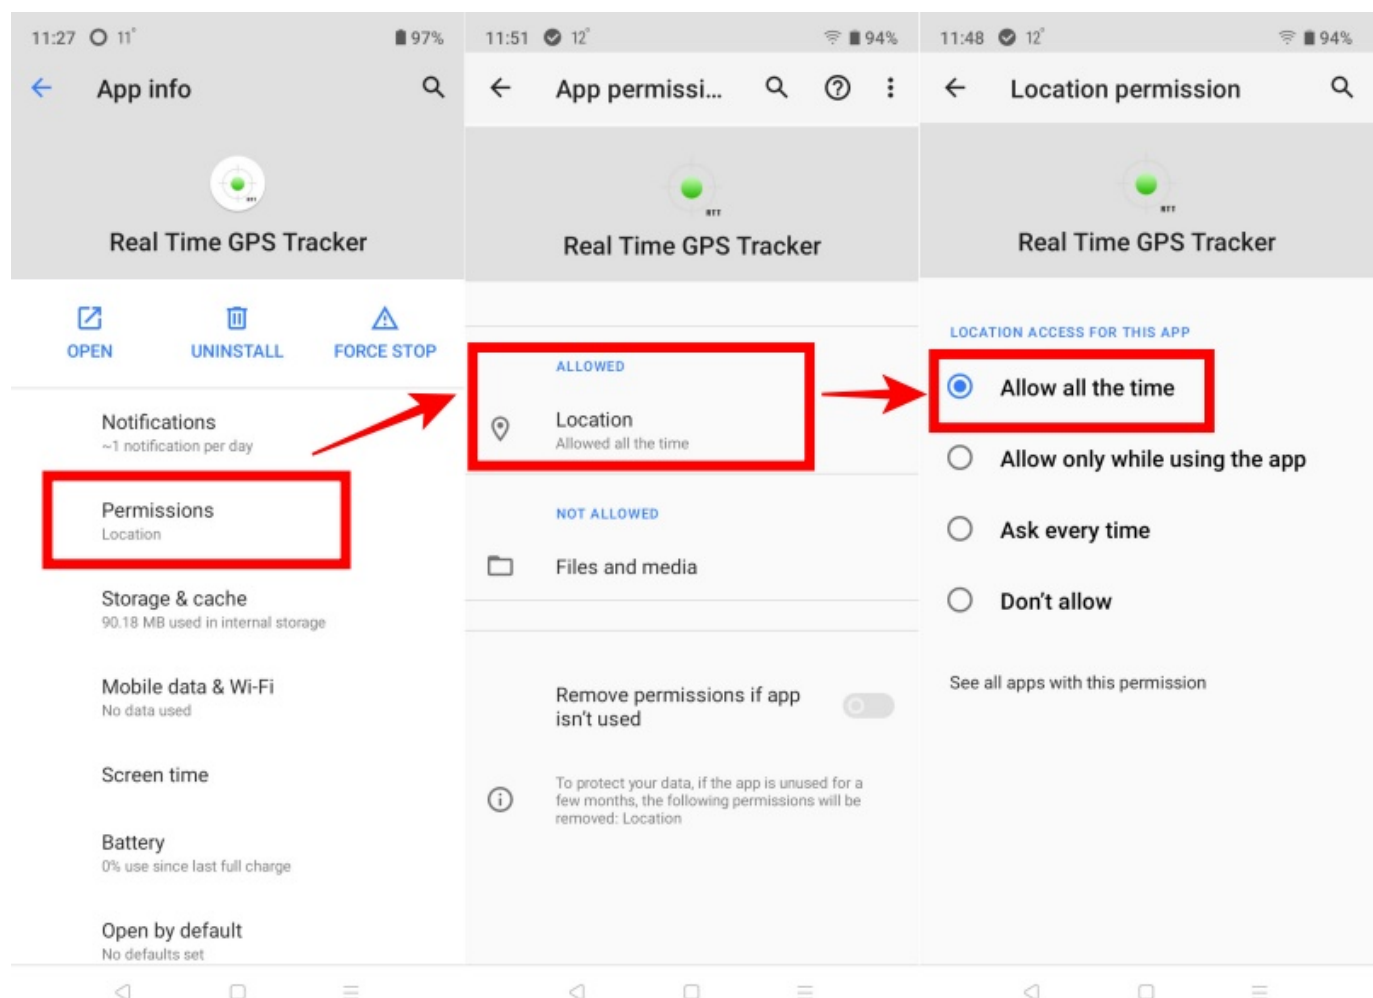 11:27 11°
97%
App info
RTT
Real Time GPS Tracker
OPEN
UNINSTALL
FORCE STOP
Notifications
~1 notification per day
Permissions
Location
Storage & cache
90.18 MB used in internal storage
Mobile data & Wi-Fi
No data used
Screen time
Battery
0% use since last full charge
Open by default
No defaults set
11:51 12°
94%
App permissi...
RTT
Real Time GPS Tracker
ALLOWED
Location
Allowed all the time
NOT ALLOWED
Files and media
Remove permissions if app
isn't used
To protect your data, if the app is unused for a
few months, the following permissions will be
removed: Location
11:48 12°
94%
Location permission
RTT
Real Time GPS Tracker
LOCATION ACCESS FOR THIS APP
Allow all the time
Allow only while using the app
Ask every time
Don't allow
See all apps with this permission